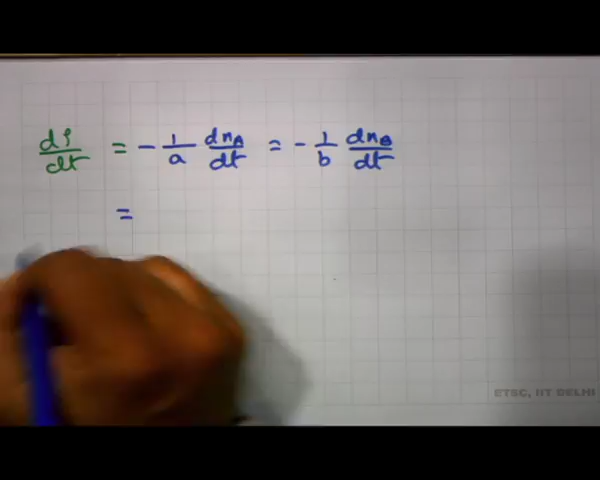 dξ/dt = - 1/a dn_A/dt = - 1/b dn_B/dt
=
ETSC, IIT DELHI